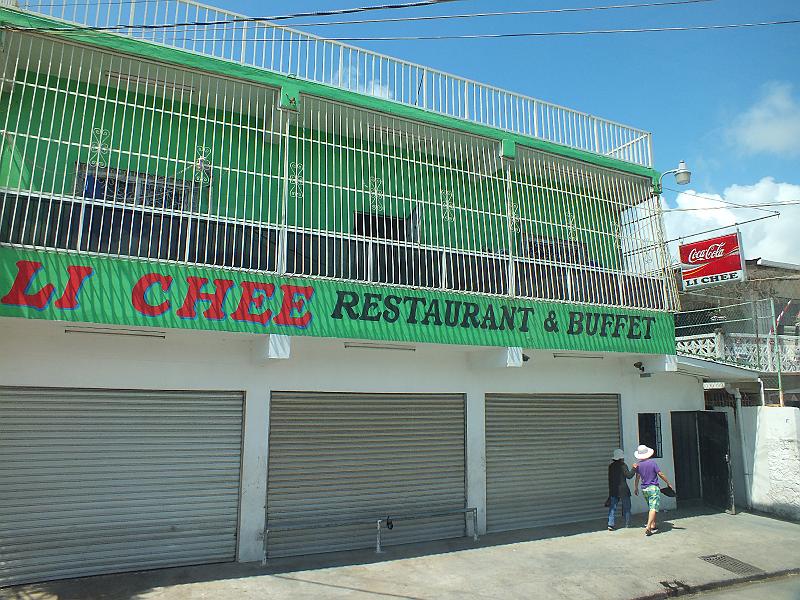 LI CHEE RESTAURANT & BUFFET
Coca-Cola
LI CHEE